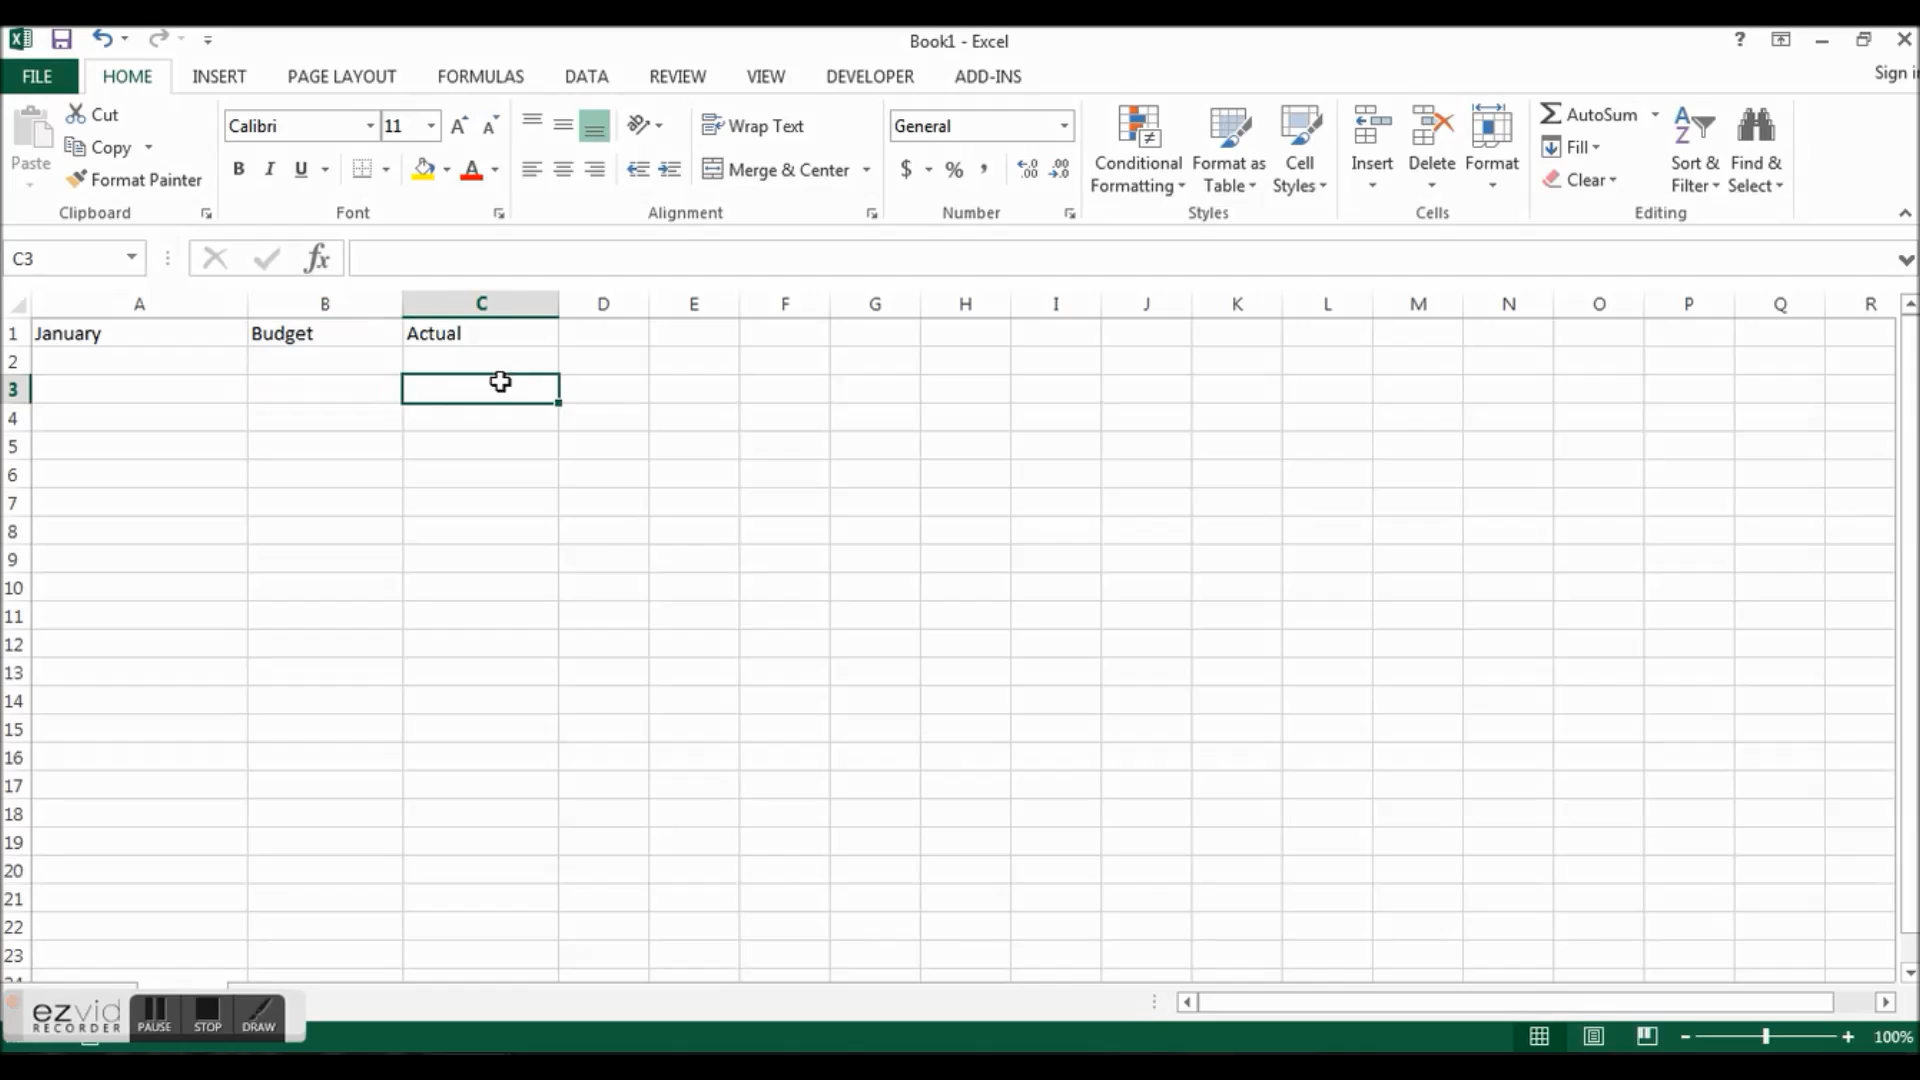 Book1 - Excel
?
Sign i
FILE HOME INSERT PAGE LAYOUT FORMULAS DATA REVIEW VIEW DEVELOPER ADD-INS
Paste
Cut
Copy
Format Painter
Clipboard
Calibri 11
B I U
Font
Wrap Text
Merge & Center
Alignment
General
$ % ,
Number
Conditional Formatting
Format as Table
Cell Styles
Styles
Insert
Delete
Format
Cells
AutoSum
Fill
Clear
Sort & Filter
Find & Select
Editing
C3
fx
A B C D E F G H I J K L M N O P Q R
1 January Budget Actual
2
3
4
5
6
7
8
9
10
11
12
13
14
15
16
17
18
19
20
21
22
23
ezvid
RECORDER
PAUSE STOP DRAW
100%